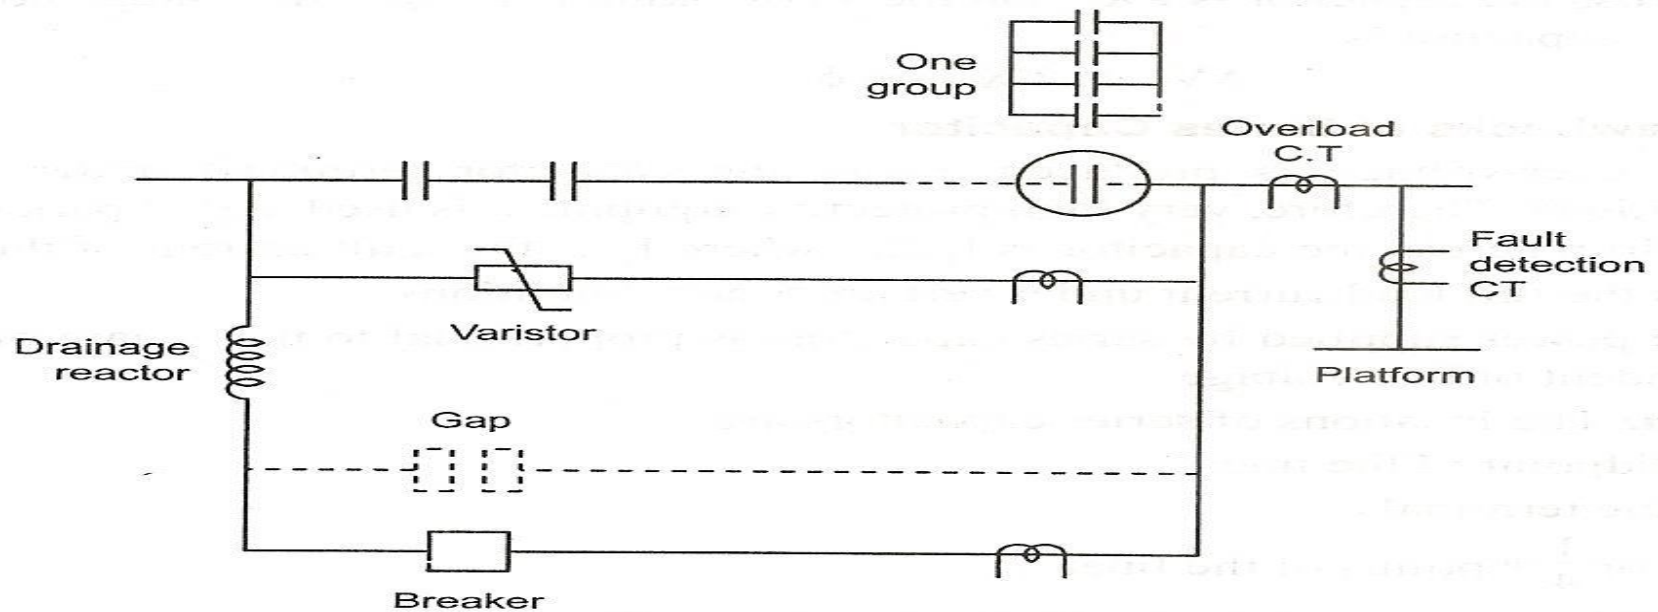 One
group
Overload
C.T
Fault
detection
CT
Varistor
Drainage
reactor
Platform
Gap
Breaker